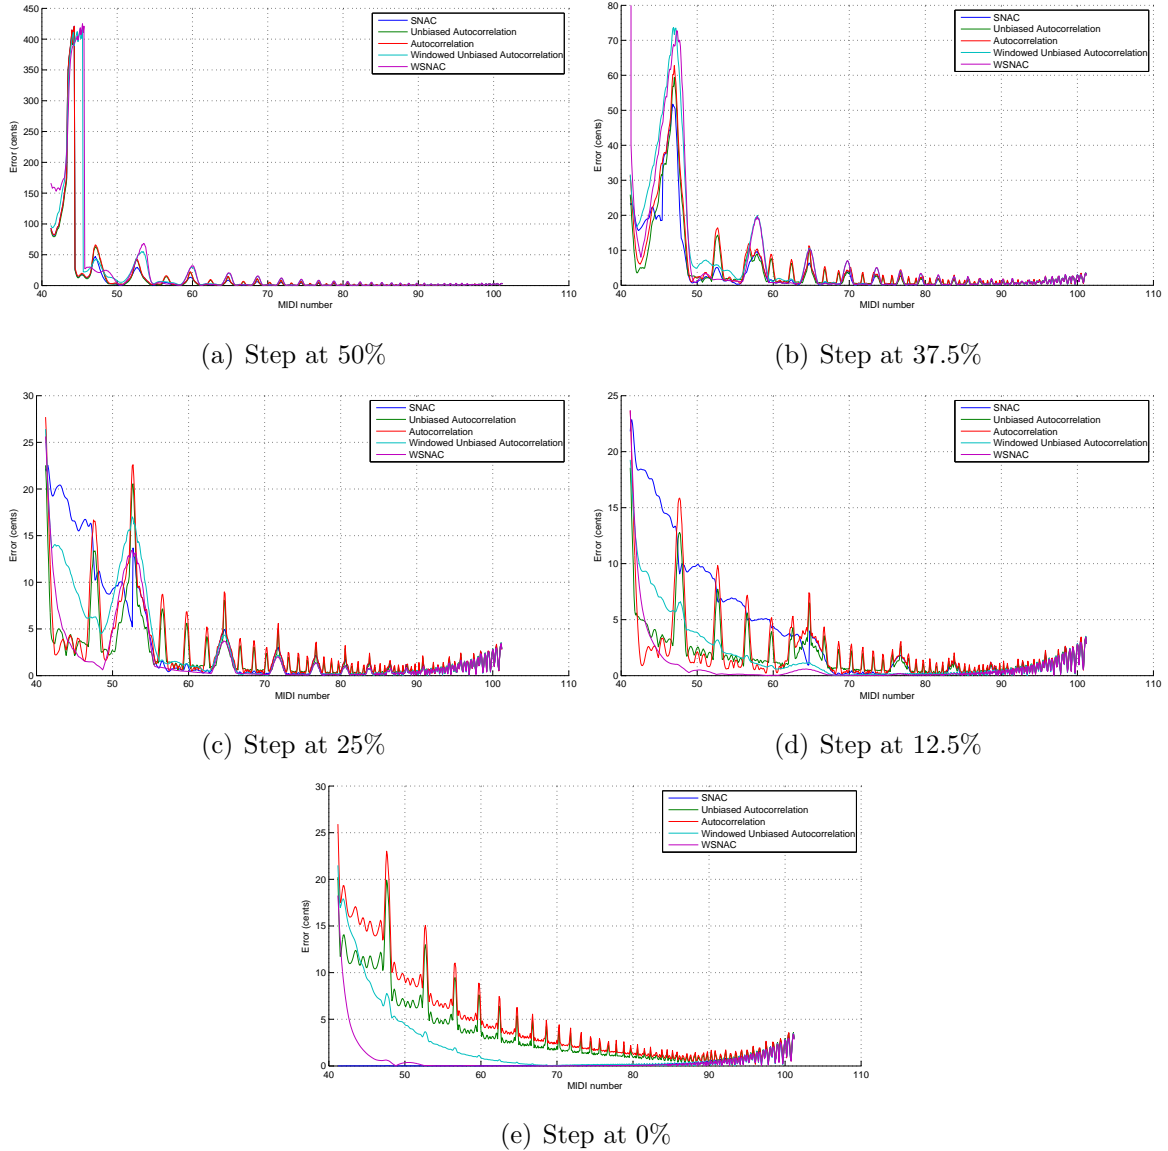 SNAC
Unbiased Autocorrelation
Autocorrelation
Windowed Unbiased Autocorrelation
WSNAC
450
400
350
300
250
200
150
100
50
0
Error (cents)
40 50 60 70 80 90 100 110
MIDI number
(a) Step at 50%
SNAC
Unbiased Autocorrelation
Autocorrelation
Windowed Unbiased Autocorrelation
WSNAC
80
70
60
50
40
30
20
10
0
Error (cents)
40 50 60 70 80 90 100 110
MIDI number
(b) Step at 37.5%
SNAC
Unbiased Autocorrelation
Autocorrelation
Windowed Unbiased Autocorrelation
WSNAC
30
25
20
15
10
5
0
Error (cents)
40 50 60 70 80 90 100 110
MIDI number
(c) Step at 25%
SNAC
Unbiased Autocorrelation
Autocorrelation
Windowed Unbiased Autocorrelation
WSNAC
25
20
15
10
5
0
Error (cents)
40 50 60 70 80 90 100 110
MIDI number
(d) Step at 12.5%
SNAC
Unbiased Autocorrelation
Autocorrelation
Windowed Unbiased Autocorrelation
WSNAC
30
25
20
15
10
5
0
Error (cents)
40 50 60 70 80 90 100 110
MIDI number
(e) Step at 0%